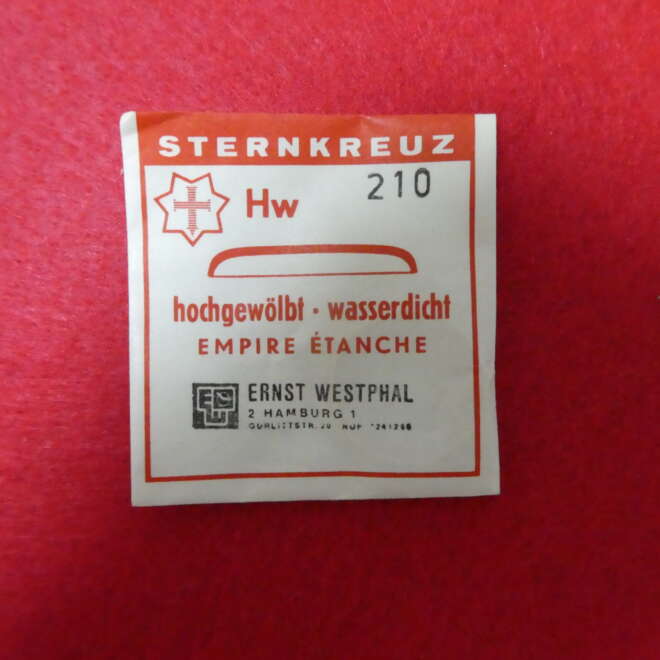 STERNKREUZ
Hw 210
hochgewölbt · wasserdicht
EMPIRE ÉTANCHE
ERNST WESTPHAL
2 HAMBURG 1